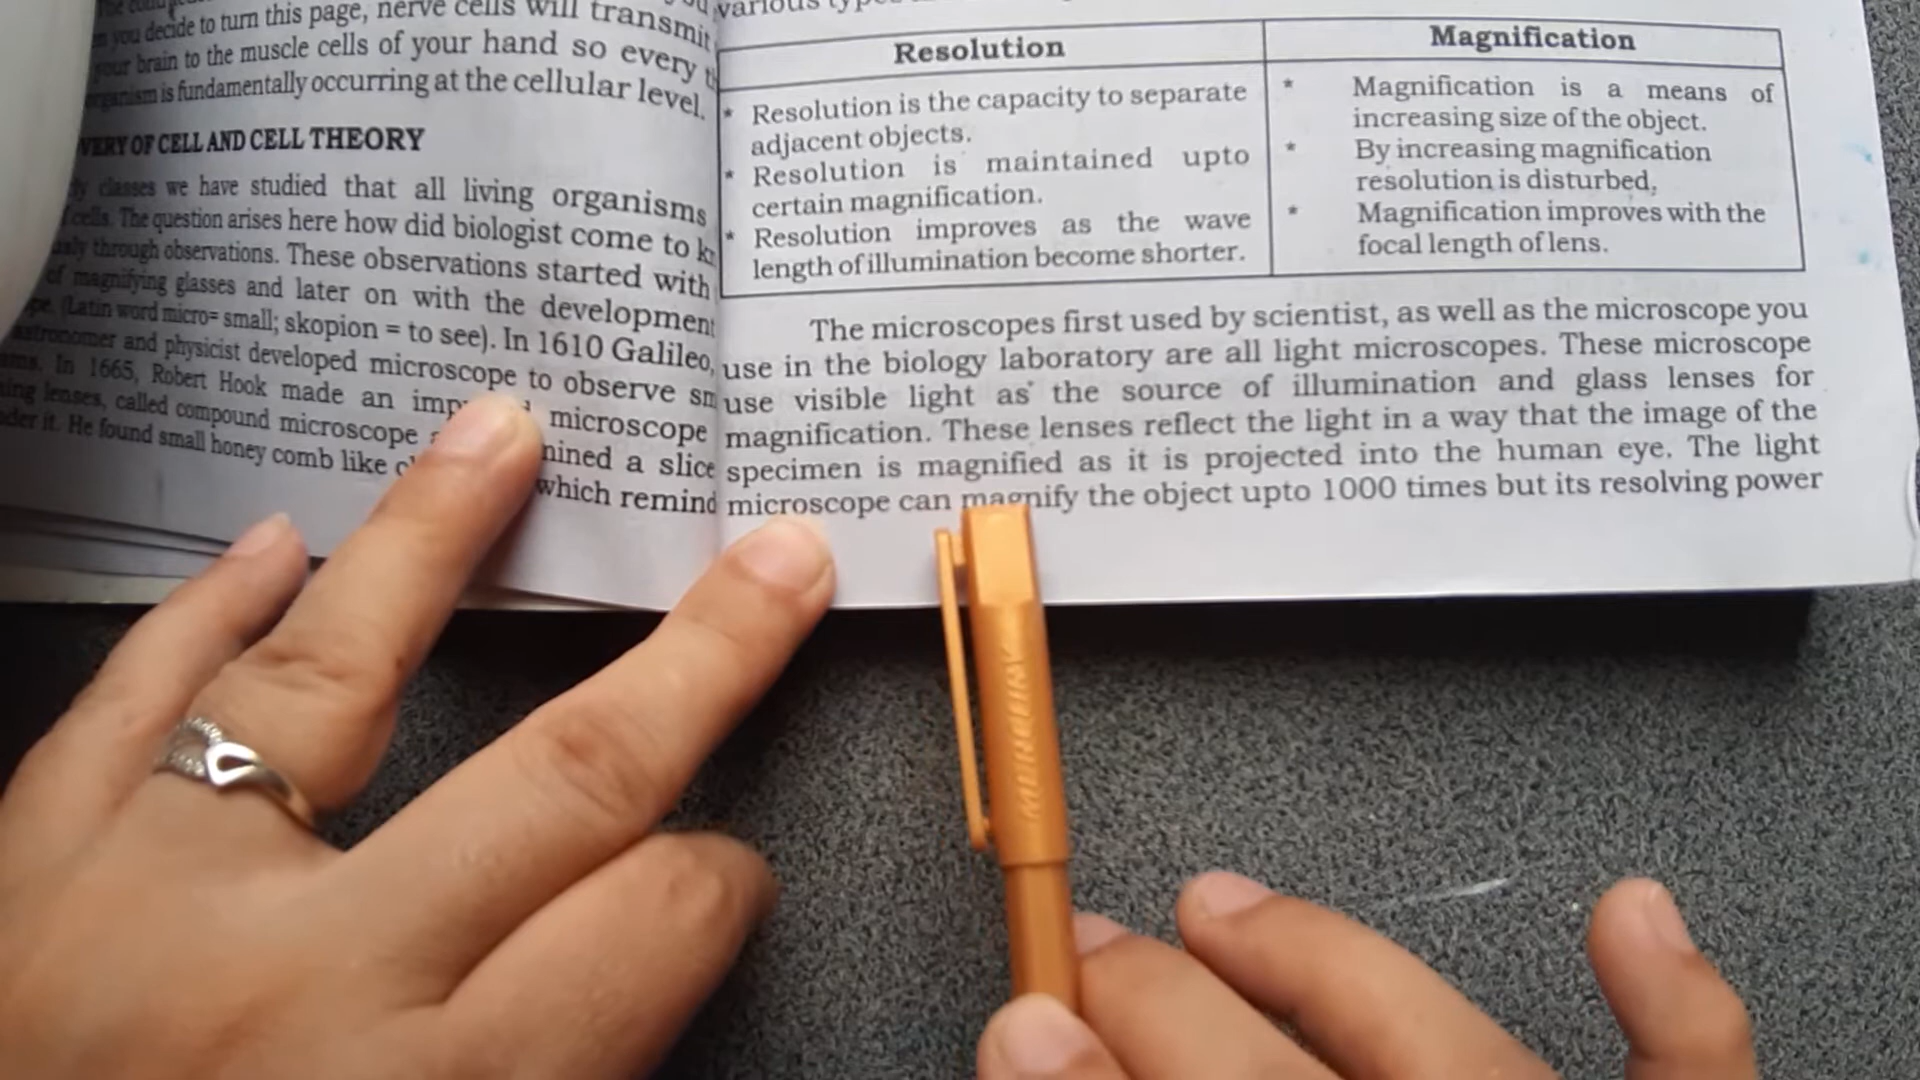 decide to turn this page, nerve cells will transmit
your brain to the muscle cells of your hand so every
organism is fundamentally occurring at the cellular level.
VERY OF CELL AND CELL THEORY
classes we have studied that all living organisms
cells. The question arises here how did biologist come to
through observations. These observations started with
of magnifying glasses and later on with the development
(Latin word micro= small; skopion = to see). In 1610 Galileo,
astronomer and physicist developed microscope to observe
In 1665, Robert Hook made an microscope
lenses, called compound microscope a slice
under it. He found small honey comb like which remind
various
Resolution
* Resolution is the capacity to separate
adjacent objects.
* Resolution is maintained upto
certain magnification.
* Resolution improves as the wave
length of illumination become shorter.
Magnification
* Magnification is a means of
increasing size of the object.
* By increasing magnification
resolution is disturbed,
* Magnification improves with the
focal length of lens.
The microscopes first used by scientist, as well as the microscope you
use in the biology laboratory are all light microscopes. These microscope
use visible light as the source of illumination and glass lenses for
magnification. These lenses reflect the light in a way that the image of the
specimen is magnified as it is projected into the human eye. The light
microscope can magnify the object upto 1000 times but its resolving power